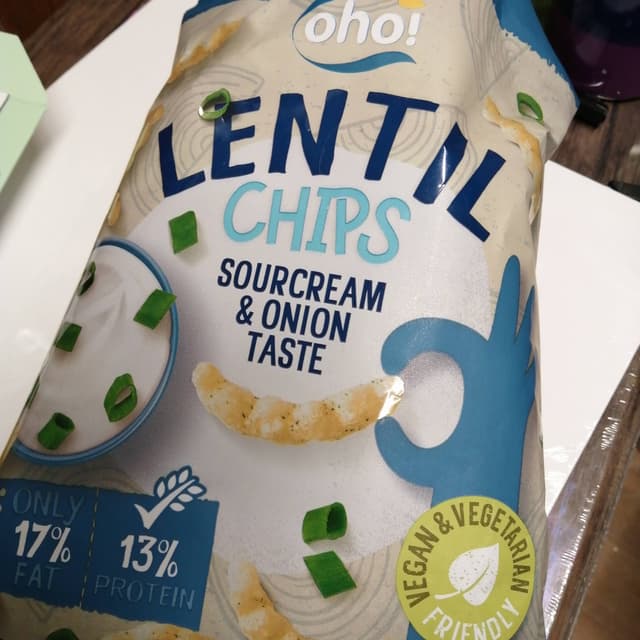 oho!
LENTIL
CHIPS
SOURCREAM
& ONION
TASTE
ONLY
17%
FAT
13%
PROTEIN
VEGAN & VEGETARIAN
FRIENDLY